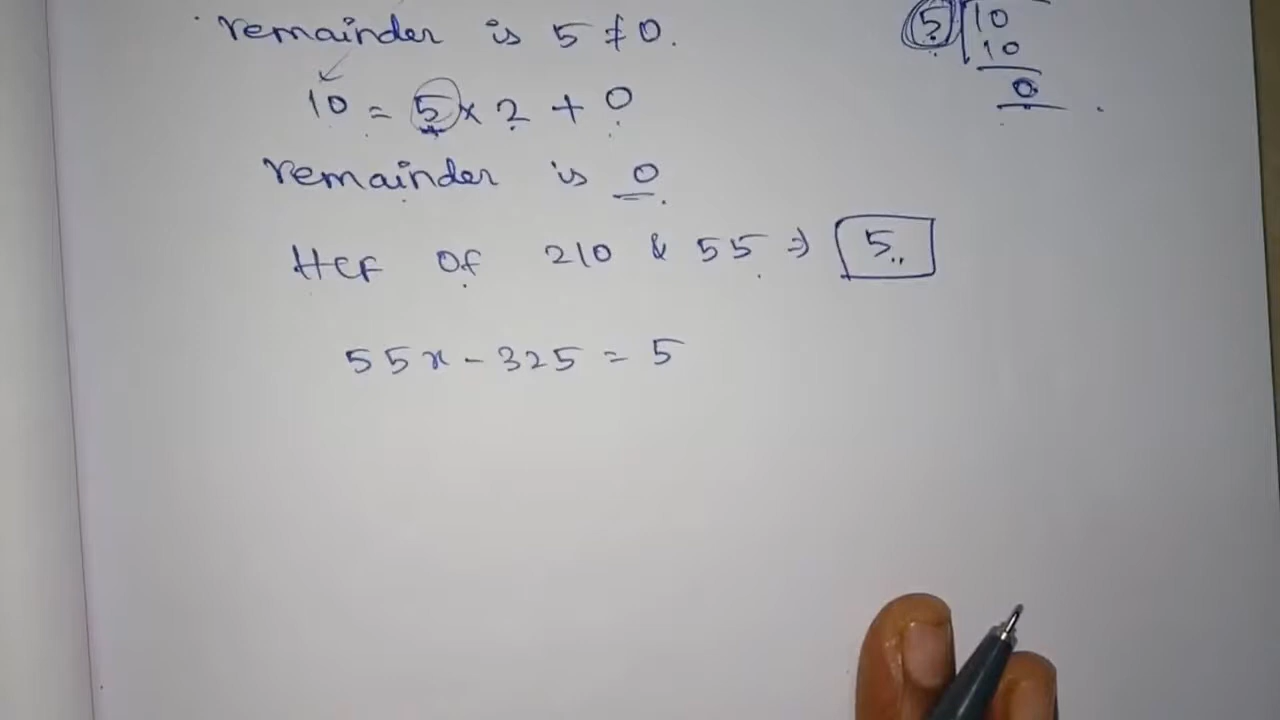 remainder is 5 ≠ 0.
10 = 5 × 2 + 0
remainder is 0
HCF Of 210 & 55 ⇒ 5
55x - 325 = 5
5 10
10
0